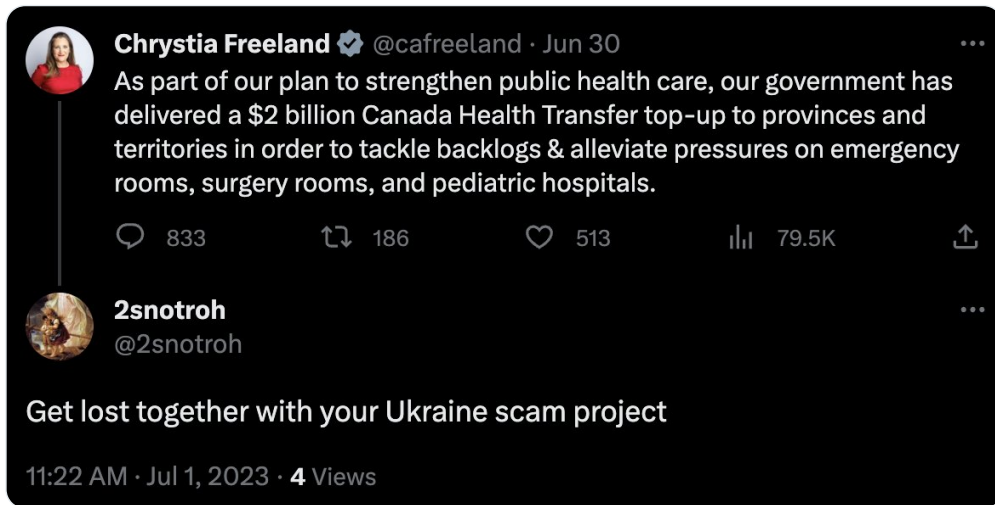 Chrystia Freeland @cafreeland · Jun 30
As part of our plan to strengthen public health care, our government has
delivered a $2 billion Canada Health Transfer top-up to provinces and
territories in order to tackle backlogs & alleviate pressures on emergency
rooms, surgery rooms, and pediatric hospitals.
833 186 513 79.5K
2snotroh
@2snotroh
Get lost together with your Ukraine scam project
11:22 AM · Jul 1, 2023 · 4 Views